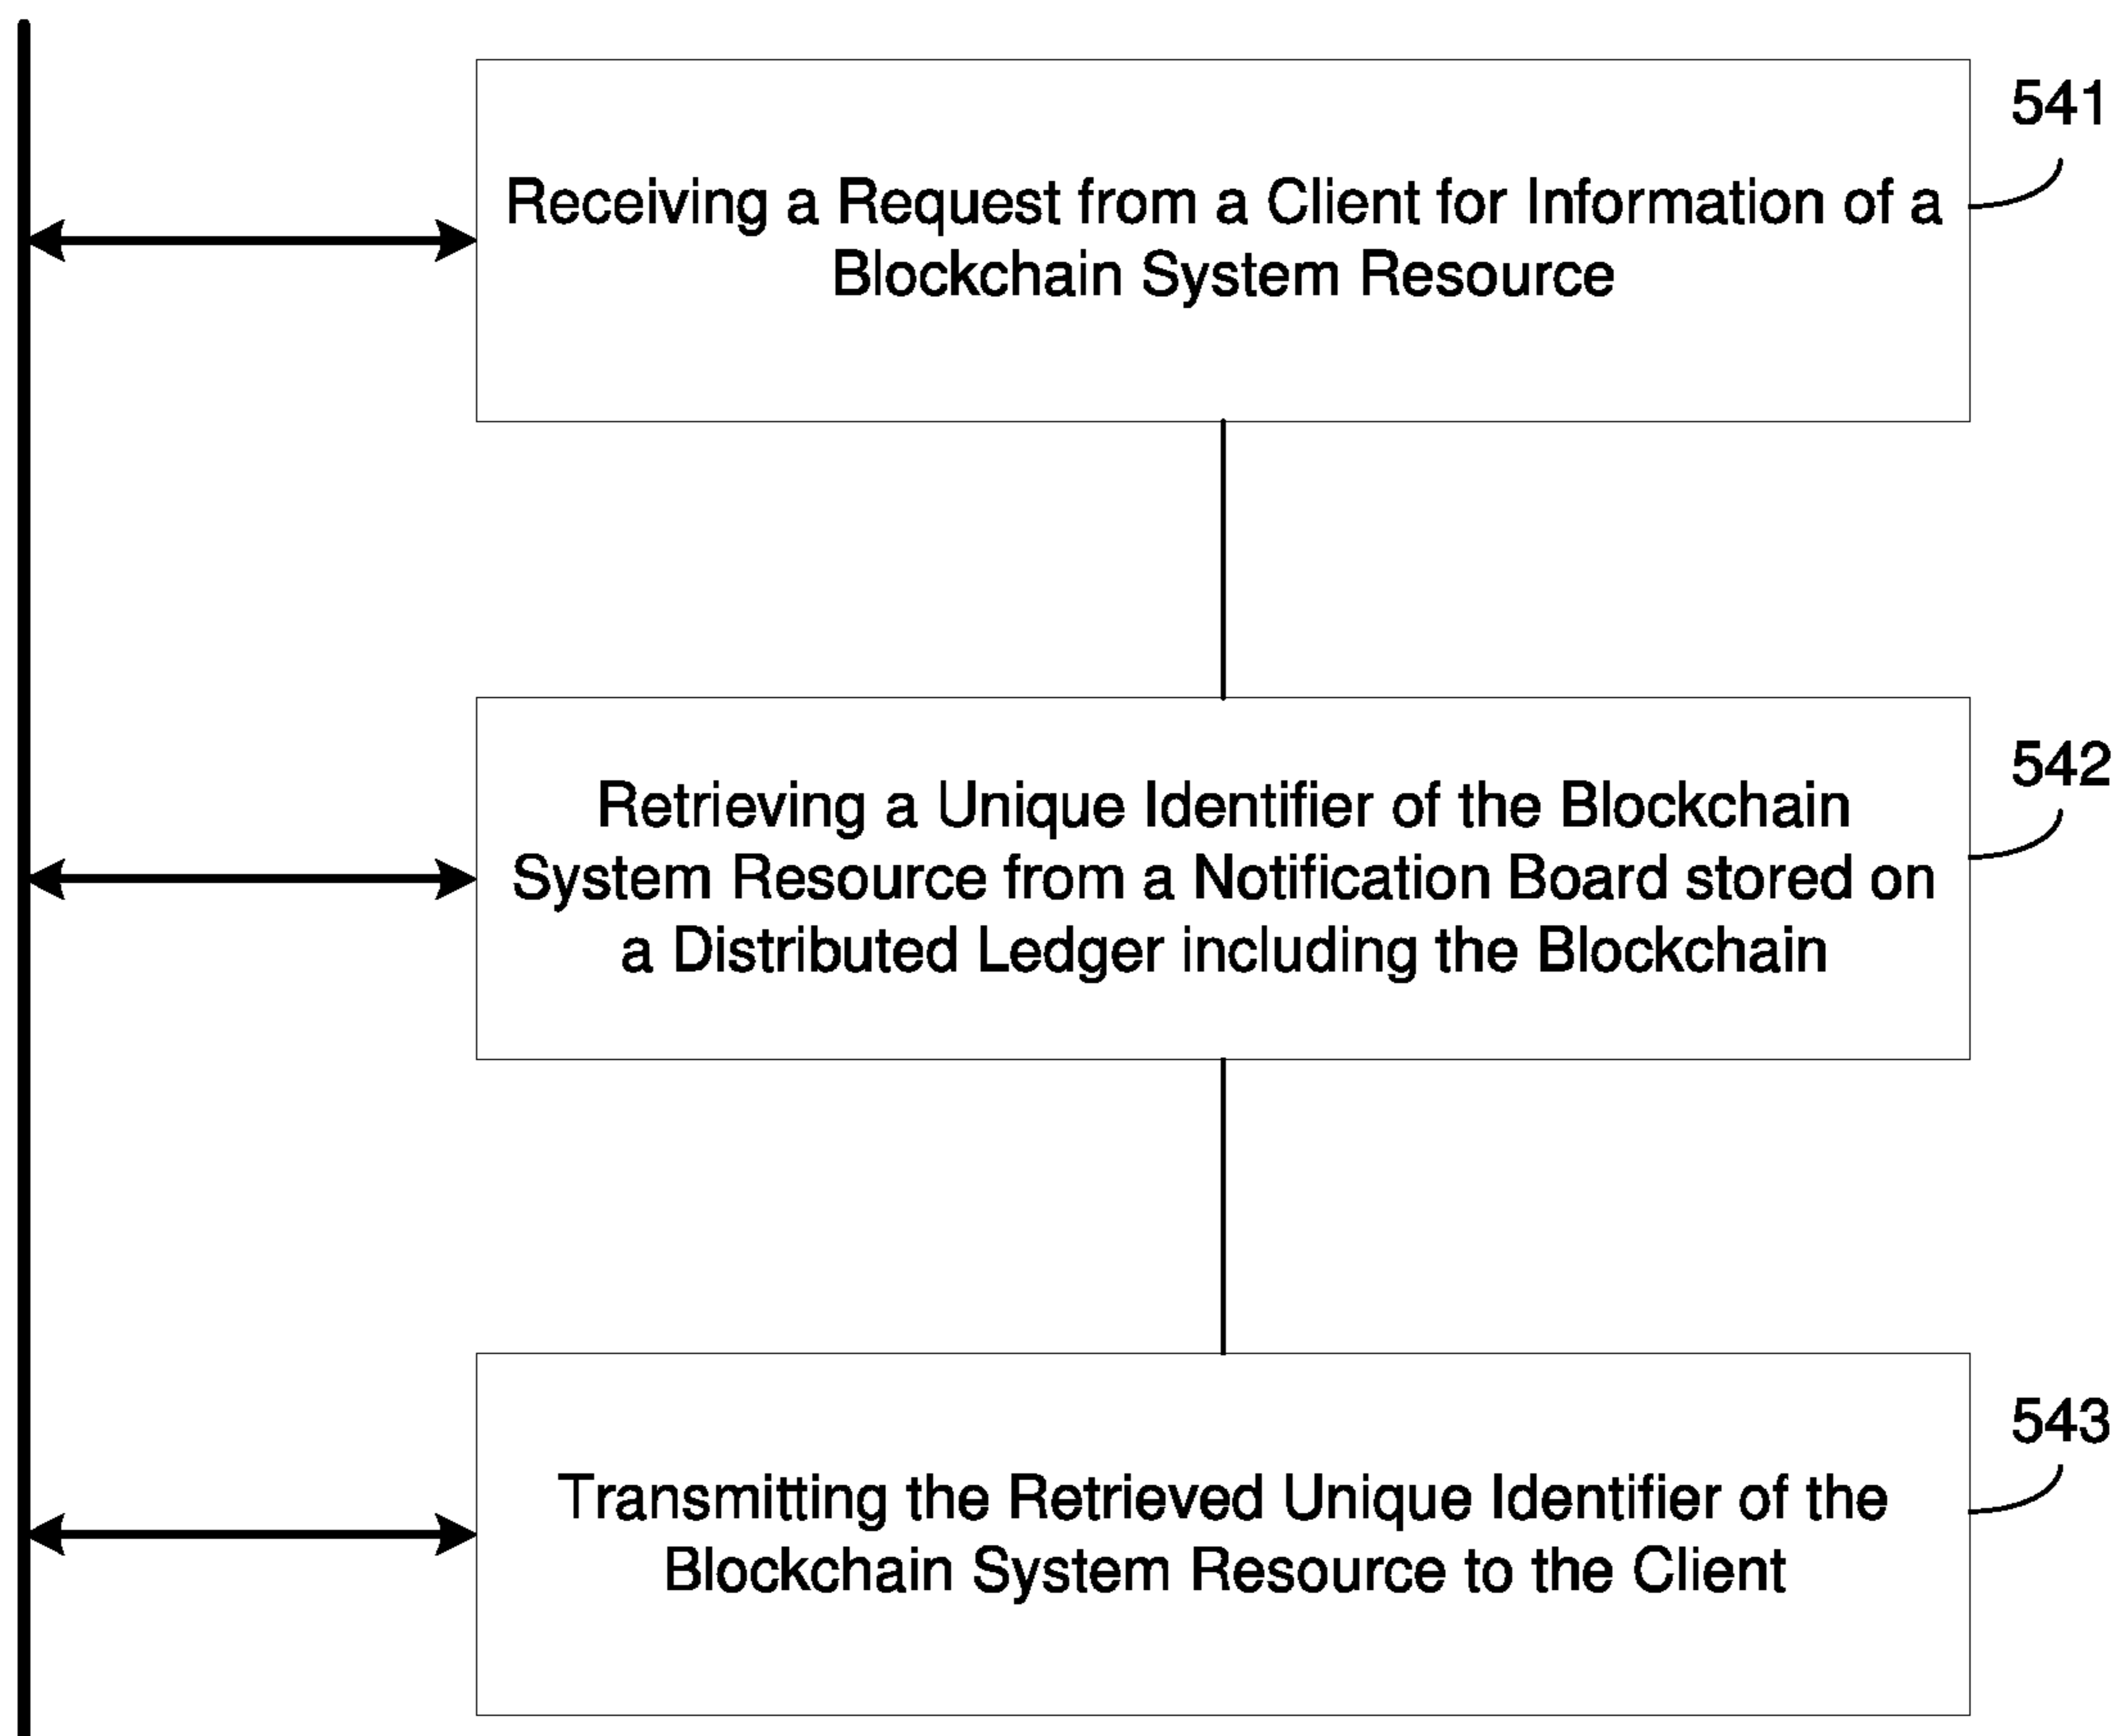 541
Receiving a Request from a Client for Information of a
Blockchain System Resource
542
Retrieving a Unique Identifier of the Blockchain
System Resource from a Notification Board stored on
a Distributed Ledger including the Blockchain
543
Transmitting the Retrieved Unique Identifier of the
Blockchain System Resource to the Client